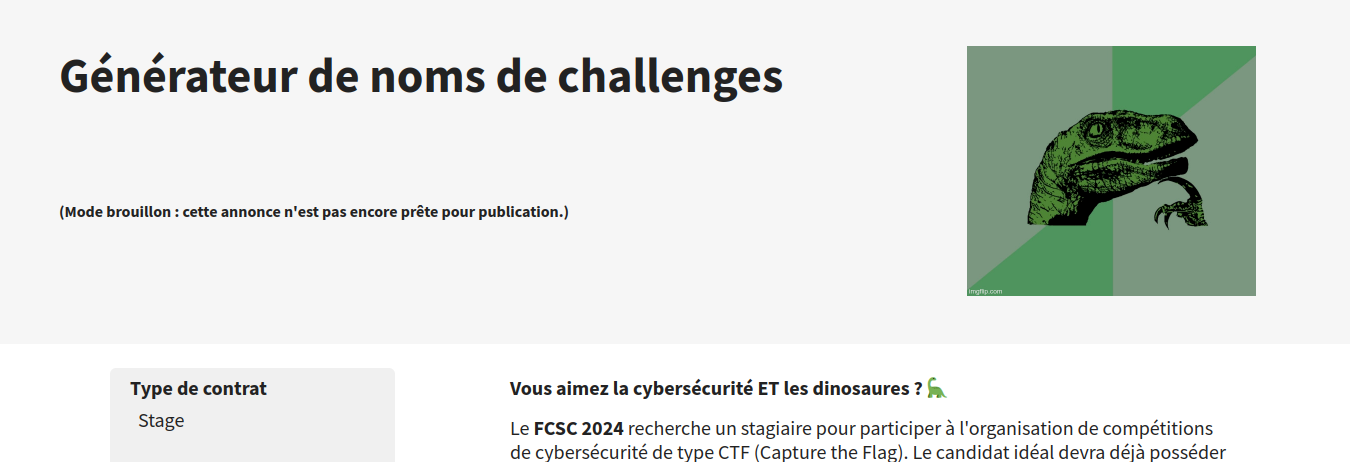 Générateur de noms de challenges
(Mode brouillon : cette annonce n'est pas encore prête pour publication.)
imgflip.com
Type de contrat
Stage
Vous aimez la cybersécurité ET les dinosaures ? 🦕
Le FCSC 2024 recherche un stagiaire pour participer à l'organisation de compétitions
de cybersécurité de type CTF (Capture the Flag). Le candidat idéal devra déjà posséder